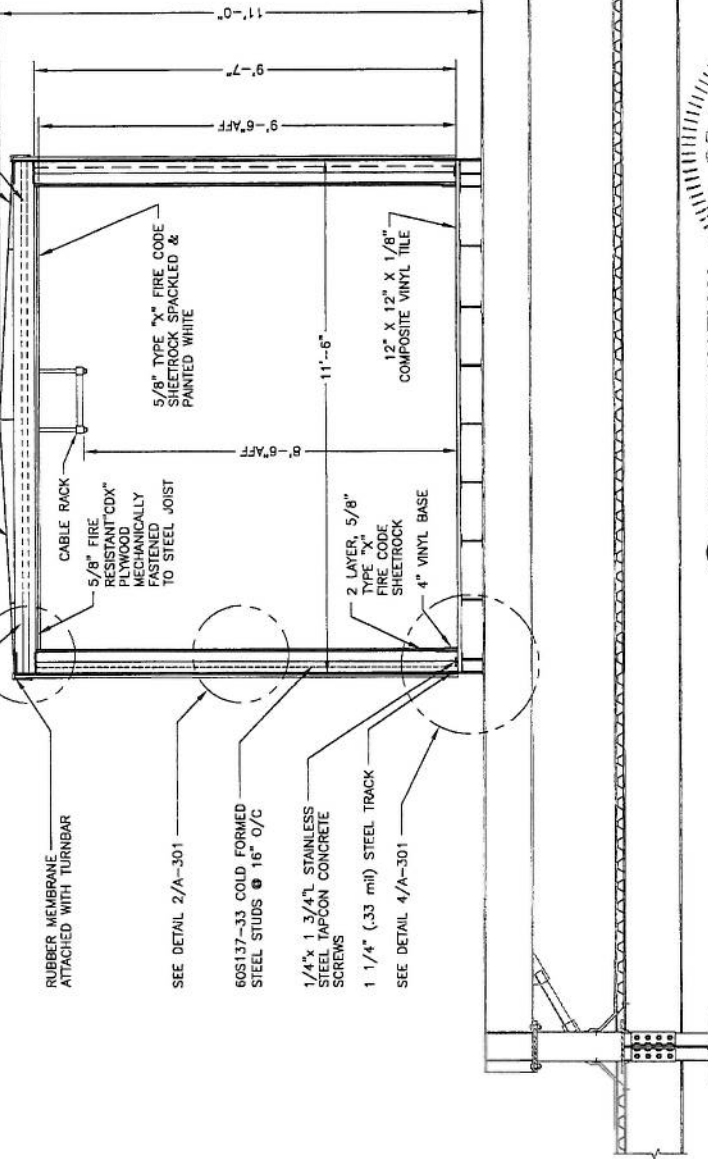 11'-0"
9'-7"
9'-6"AFF
CABLE RACK
5/8" FIRE
RESISTANT"CDX"
PLYWOOD
MECHANICALLY
FASTENED
TO STEEL JOIST
5/8" TYPE "X" FIRE CODE
SHEETROCK SPACKLED &
PAINTED WHITE
8'-6"AFF
11'-6"
2 LAYER, 5/8"
TYPE "X"
FIRE CODE
SHEETROCK
4" VINYL BASE
12" X 12" X 1/8"
COMPOSITE VINYL TILE
RUBBER MEMBRANE
ATTACHED WITH TURNBAR
SEE DETAIL 2/A-301
60S137-33 COLD FORMED
STEEL STUDS @ 16" O/C
1/4"x 1 3/4"L STAINLESS
STEEL TAPCON CONCRETE
SCREWS
1 1/4" (.33 mil) STEEL TRACK
SEE DETAIL 4/A-301